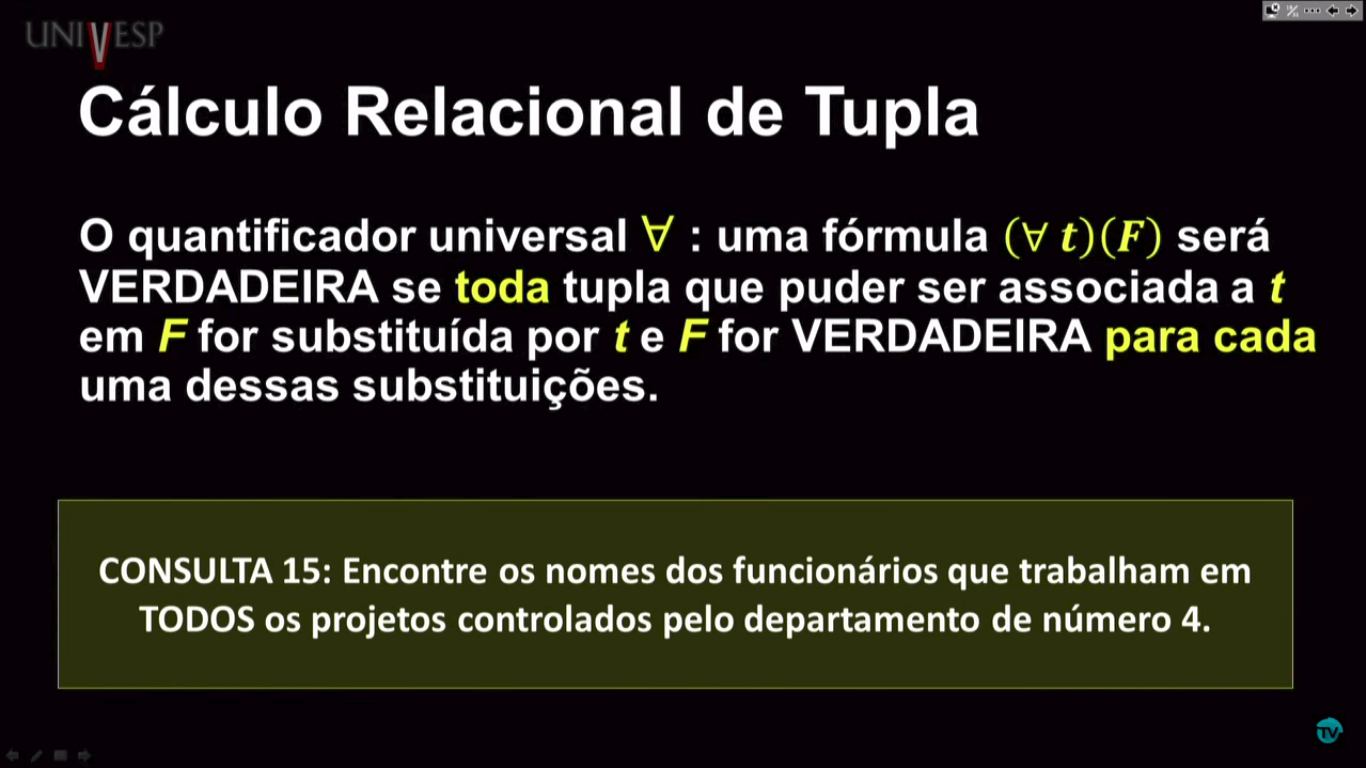 UNIVESP
Cálculo Relacional de Tupla
O quantificador universal ∀ : uma fórmula (∀ t)(F) será
VERDADEIRA se toda tupla que puder ser associada a t
em F for substituída por t e F for VERDADEIRA para cada
uma dessas substituições.
CONSULTA 15: Encontre os nomes dos funcionários que trabalham em
TODOS os projetos controlados pelo departamento de número 4.
TV